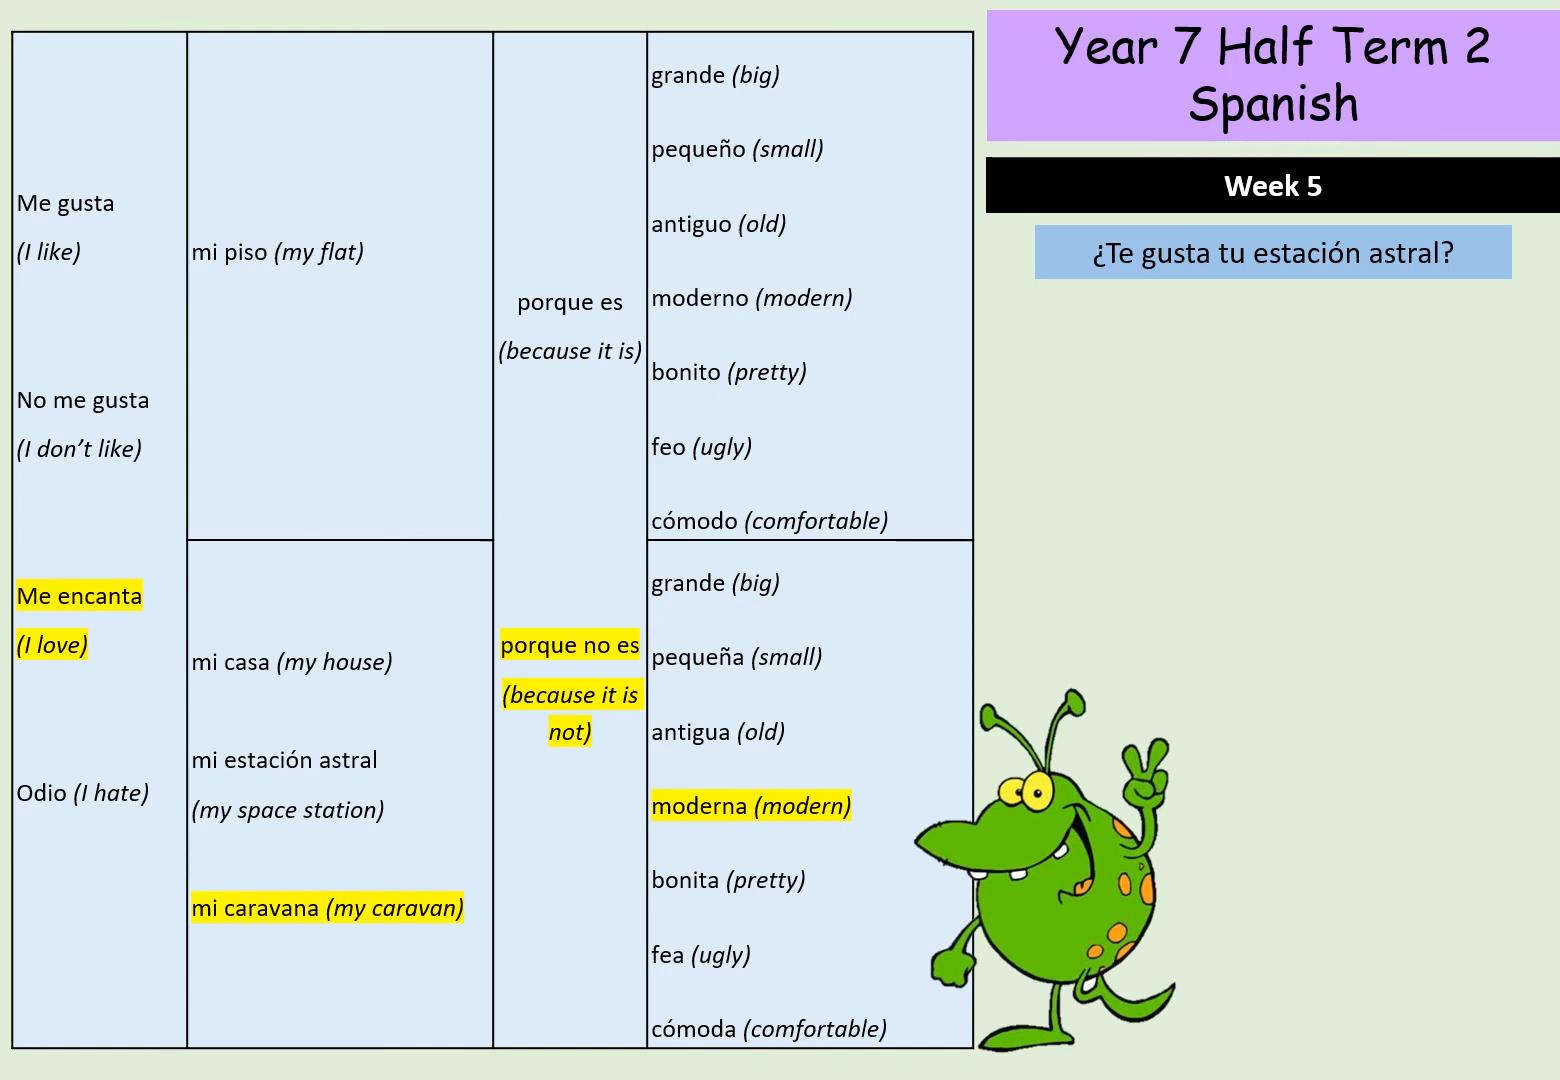 Year 7 Half Term 2
Spanish
Week 5
¿Te gusta tu estación astral?
Me gusta
(I like)
No me gusta
(I don’t like)
Me encanta
(I love)
Odio (I hate)
mi piso (my flat)
mi casa (my house)
mi estación astral
(my space station)
mi caravana (my caravan)
porque es
(because it is)
porque no es
(because it is
not)
grande (big)
pequeño (small)
antiguo (old)
moderno (modern)
bonito (pretty)
feo (ugly)
cómodo (comfortable)
grande (big)
pequeña (small)
antigua (old)
moderna (modern)
bonita (pretty)
fea (ugly)
cómoda (comfortable)